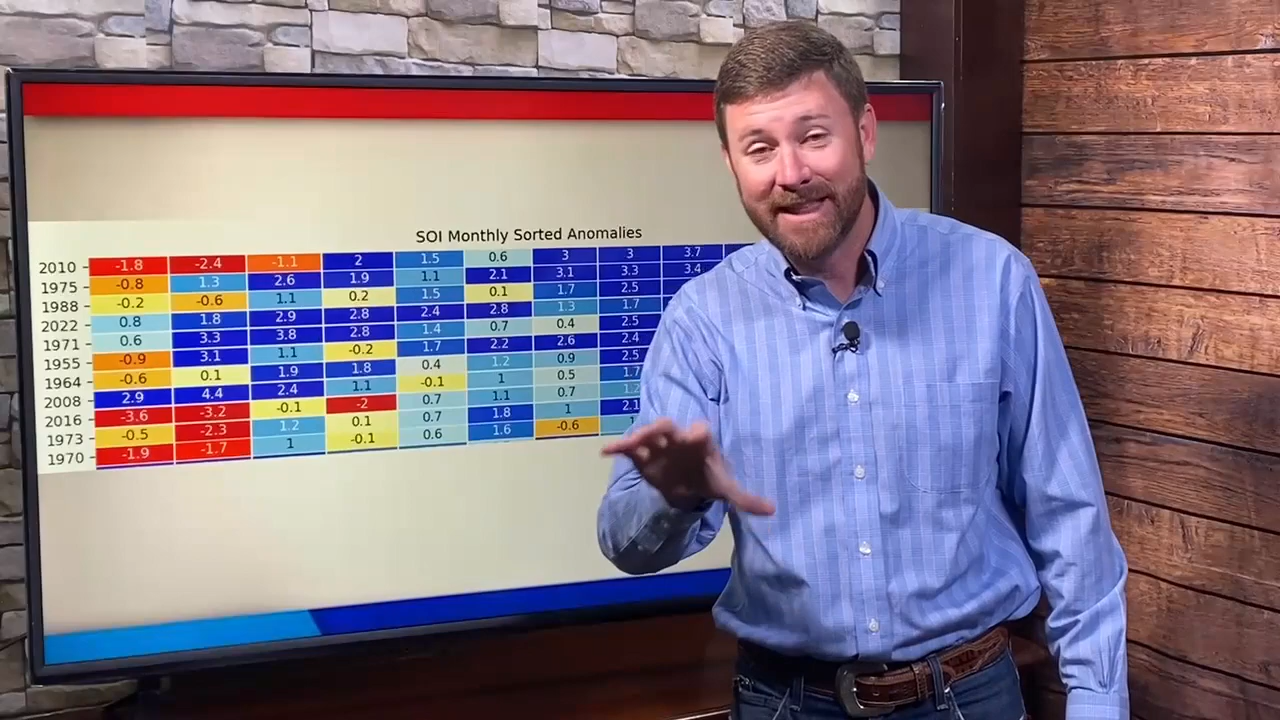 SOI Monthly Sorted Anomalies
2010 -1.8 -2.4 -1.1 2 1.5 0.6 3 3 3.7
1975 -0.8 1.3 2.6 1.9 1.1 2.1 3.1 3.3 3.4
1988 -0.2 -0.6 1.1 0.2 1.5 0.1 1.7 2.5
2022 0.8 1.8 2.9 2.8 2.4 2.8 1.3 1.7
1971 0.6 3.3 3.8 2.8 1.4 0.7 0.4 2.5
1955 -0.9 3.1 1.1 -0.2 1.7 2.2 2.6 2.4
1964 -0.6 0.1 1.9 1.8 0.4 1.2 0.9 2.5
2008 2.9 4.4 2.4 1.1 -0.1 1 0.5 1.7
2016 -3.6 -3.2 -0.1 -2 0.7 1.1 0.7 1.2
1973 -0.5 -2.3 1.2 0.1 0.7 1.8 1 2.1
1970 -1.9 -1.7 1 -0.1 0.6 1.6 -0.6